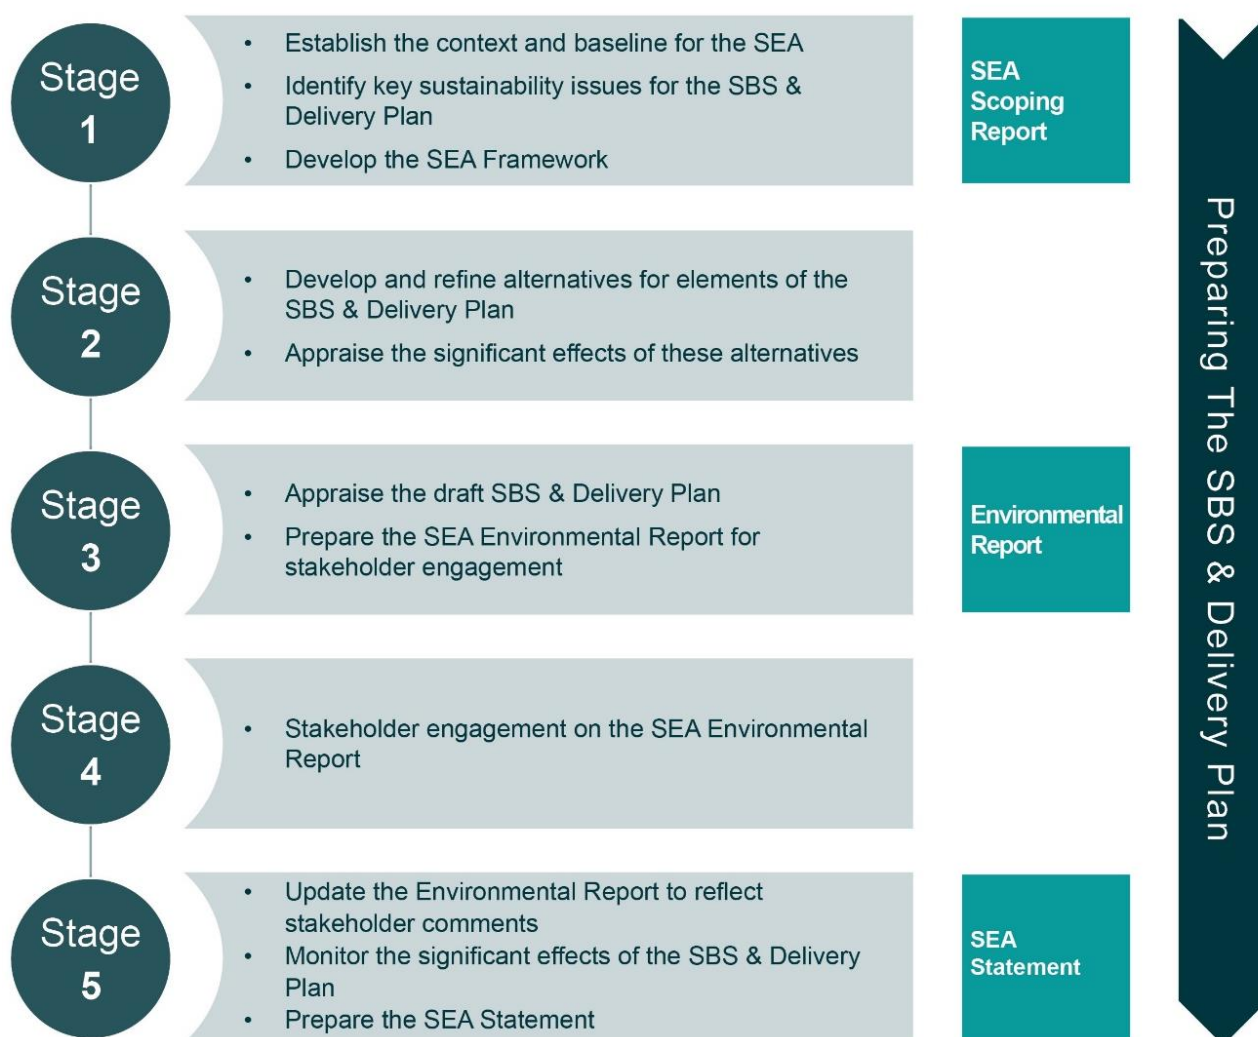 Stage
1
• Establish the context and baseline for the SEA
• Identify key sustainability issues for the SBS &
Delivery Plan
• Develop the SEA Framework
SEA
Scoping
Report
Stage
2
• Develop and refine alternatives for elements of the
SBS & Delivery Plan
• Appraise the significant effects of these alternatives
Stage
3
• Appraise the draft SBS & Delivery Plan
• Prepare the SEA Environmental Report for
stakeholder engagement
Environmental
Report
Stage
4
• Stakeholder engagement on the SEA Environmental
Report
Stage
5
• Update the Environmental Report to reflect
stakeholder comments
• Monitor the significant effects of the SBS & Delivery
Plan
• Prepare the SEA Statement
SEA
Statement
Preparing The SBS & Delivery Plan